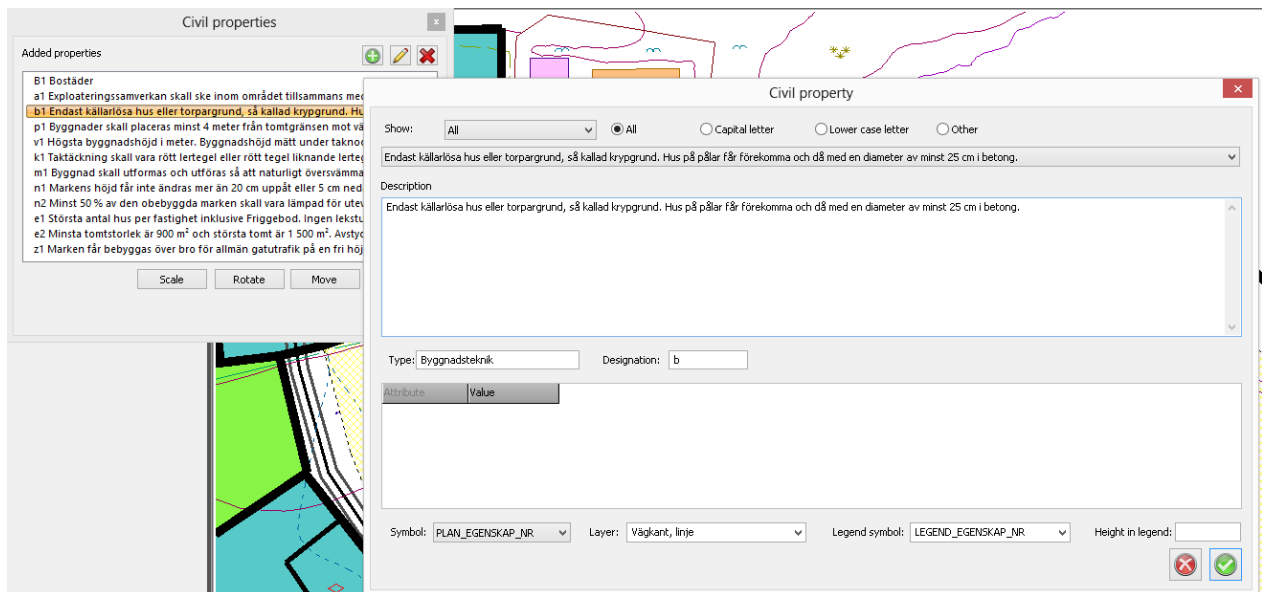 Civil properties
x
Added properties
B1 Bostäder
a1 Exploateringssamverkan skall ske inom området tillsammans med
b1 Endast källarlösa hus eller torpargrund, så kallad krypgrund. Hu
p1 Byggnader skall placeras minst 4 meter från tomtgränsen mot vä
v1 Högsta byggnadshöjd i meter. Byggnadshöjd mätt under taknoc
k1 Taktäckning skall vara rött lertegel eller rött tegel liknande lerteg
m1 Byggnad skall utformas och utföras så att naturligt översvämma
n1 Markens höjd får inte ändras mer än 20 cm uppåt eller 5 cm ned
n2 Minst 50 % av den obebyggda marken skall vara lämpad för utev
e1 Största antal hus per fastighet inklusive Friggebod. Ingen lekstu
e2 Minsta tomtstorlek är 900 m² och största tomt är 1 500 m². Avsty
z1 Marken får bebyggas över bro för allmän gatutrafik på en fri höj
Scale Rotate Move
Civil property
x
Show: All All Capital letter Lower case letter Other
Endast källarlösa hus eller torpargrund, så kallad krypgrund. Hus på pålar får förekomma och då med en diameter av minst 25 cm i betong.
Description
Endast källarlösa hus eller torpargrund, så kallad krypgrund. Hus på pålar får förekomma och då med en diameter av minst 25 cm i betong.
Type: Byggnadsteknik Designation: b
Attribute Value
Symbol: PLAN_EGENSKAP_NR Layer: Vägkant, linje Legend symbol: LEGEND_EGENSKAP_NR Height in legend: